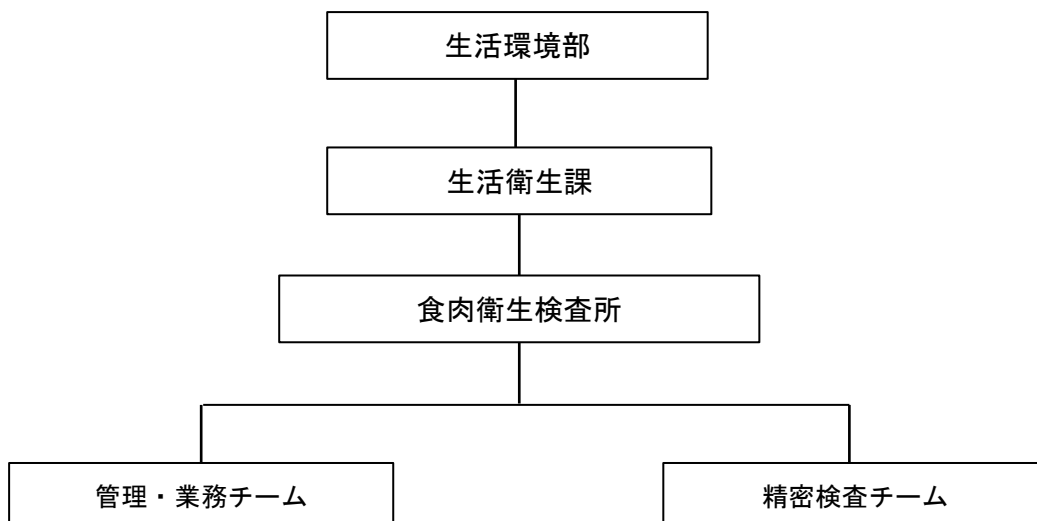 生活環境部
生活衛生課
食肉衛生検査所
管理・業務チーム
精密検査チーム